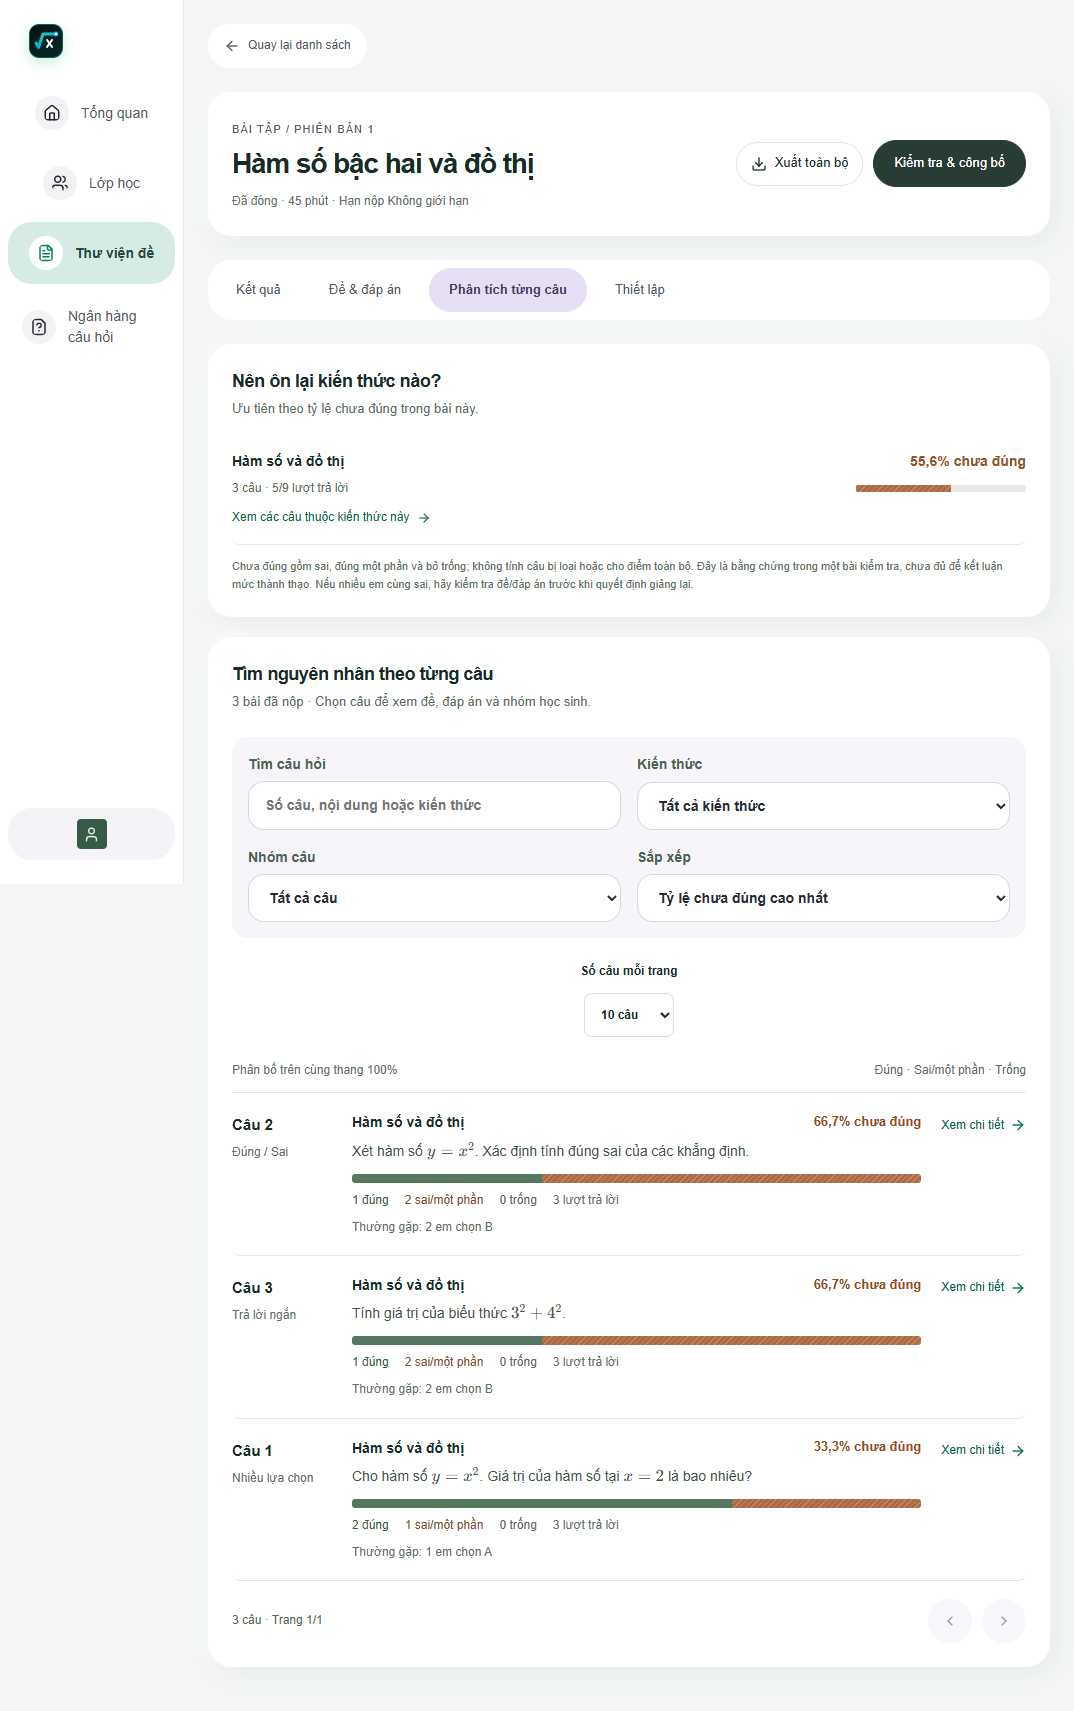 √x
Tổng quan
Lớp học
Thư viện đề
Ngân hàng
câu hỏi
Quay lại danh sách
BÀI TẬP / PHIÊN BẢN 1
Hàm số bậc hai và đồ thị
Đã đóng · 45 phút · Hạn nộp Không giới hạn
Xuất toàn bộ
Kiểm tra & công bố
Kết quả
Đề & đáp án
Phân tích từng câu
Thiết lập
Nên ôn lại kiến thức nào?
Ưu tiên theo tỷ lệ chưa đúng trong bài này.
Hàm số và đồ thị
55,6% chưa đúng
3 câu · 5/9 lượt trả lời
Xem các câu thuộc kiến thức này →
Chưa đúng gồm sai, đúng một phần và bỏ trống; không tính câu bị loại hoặc cho điểm toàn bộ. Đây là bằng chứng trong một bài kiểm tra, chưa đủ để kết luận
mức thành thạo. Nếu nhiều em cùng sai, hãy kiểm tra đề/đáp án trước khi quyết định giảng lại.
Tìm nguyên nhân theo từng câu
3 bài đã nộp · Chọn câu để xem đề, đáp án và nhóm học sinh.
Tìm câu hỏi
Kiến thức
Số câu, nội dung hoặc kiến thức
Tất cả kiến thức
Nhóm câu
Sắp xếp
Tất cả câu
Tỷ lệ chưa đúng cao nhất
Số câu mỗi trang
10 câu
Phân bố trên cùng thang 100%
Đúng · Sai/một phần · Trống
Câu 2
Đúng / Sai
Hàm số và đồ thị
66,7% chưa đúng
Xem chi tiết →
Xét hàm số y = x². Xác định tính đúng sai của các khẳng định.
1 đúng 2 sai/một phần 0 trống 3 lượt trả lời
Thường gặp: 2 em chọn B
Câu 3
Trả lời ngắn
Hàm số và đồ thị
66,7% chưa đúng
Xem chi tiết →
Tính giá trị của biểu thức 3² + 4².
1 đúng 2 sai/một phần 0 trống 3 lượt trả lời
Thường gặp: 2 em chọn B
Câu 1
Nhiều lựa chọn
Hàm số và đồ thị
33,3% chưa đúng
Xem chi tiết →
Cho hàm số y = x². Giá trị của hàm số tại x = 2 là bao nhiêu?
2 đúng 1 sai/một phần 0 trống 3 lượt trả lời
Thường gặp: 1 em chọn A
3 câu · Trang 1/1